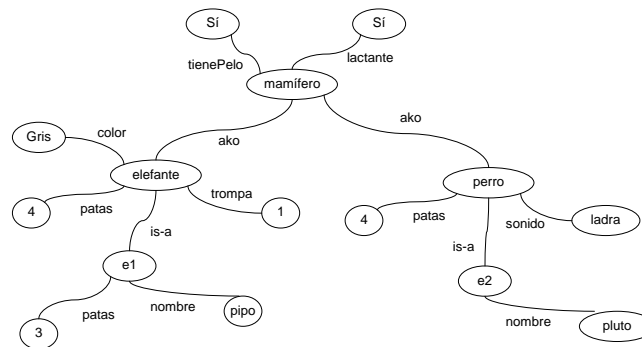 Sí
Sí
tienePelo
lactante
mamífero
ako
ako
Gris
color
elefante
perro
trompa
4
patas
1
4
patas
sonido
ladra
is-a
is-a
e1
e2
nombre
pipo
patas
3
nombre
pluto